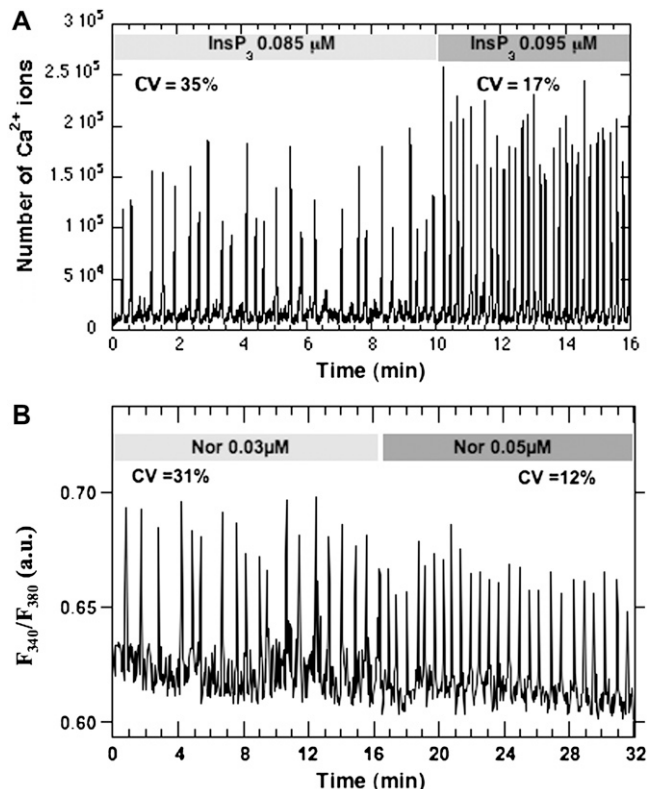 A
InsP3 0.085 µM InsP3 0.095 µM
CV = 35% CV = 17%
Number of Ca2+ ions
3 10^5
2.5 10^5
2 10^5
1.5 10^5
1 10^5
5 10^4
0
0 2 4 6 8 10 12 14 16
Time (min)
B
Nor 0.03µM Nor 0.05µM
CV =31% CV =12%
F340/F380 (a.u.)
0.70
0.65
0.60
0 4 8 12 16 20 24 28 32
Time (min)